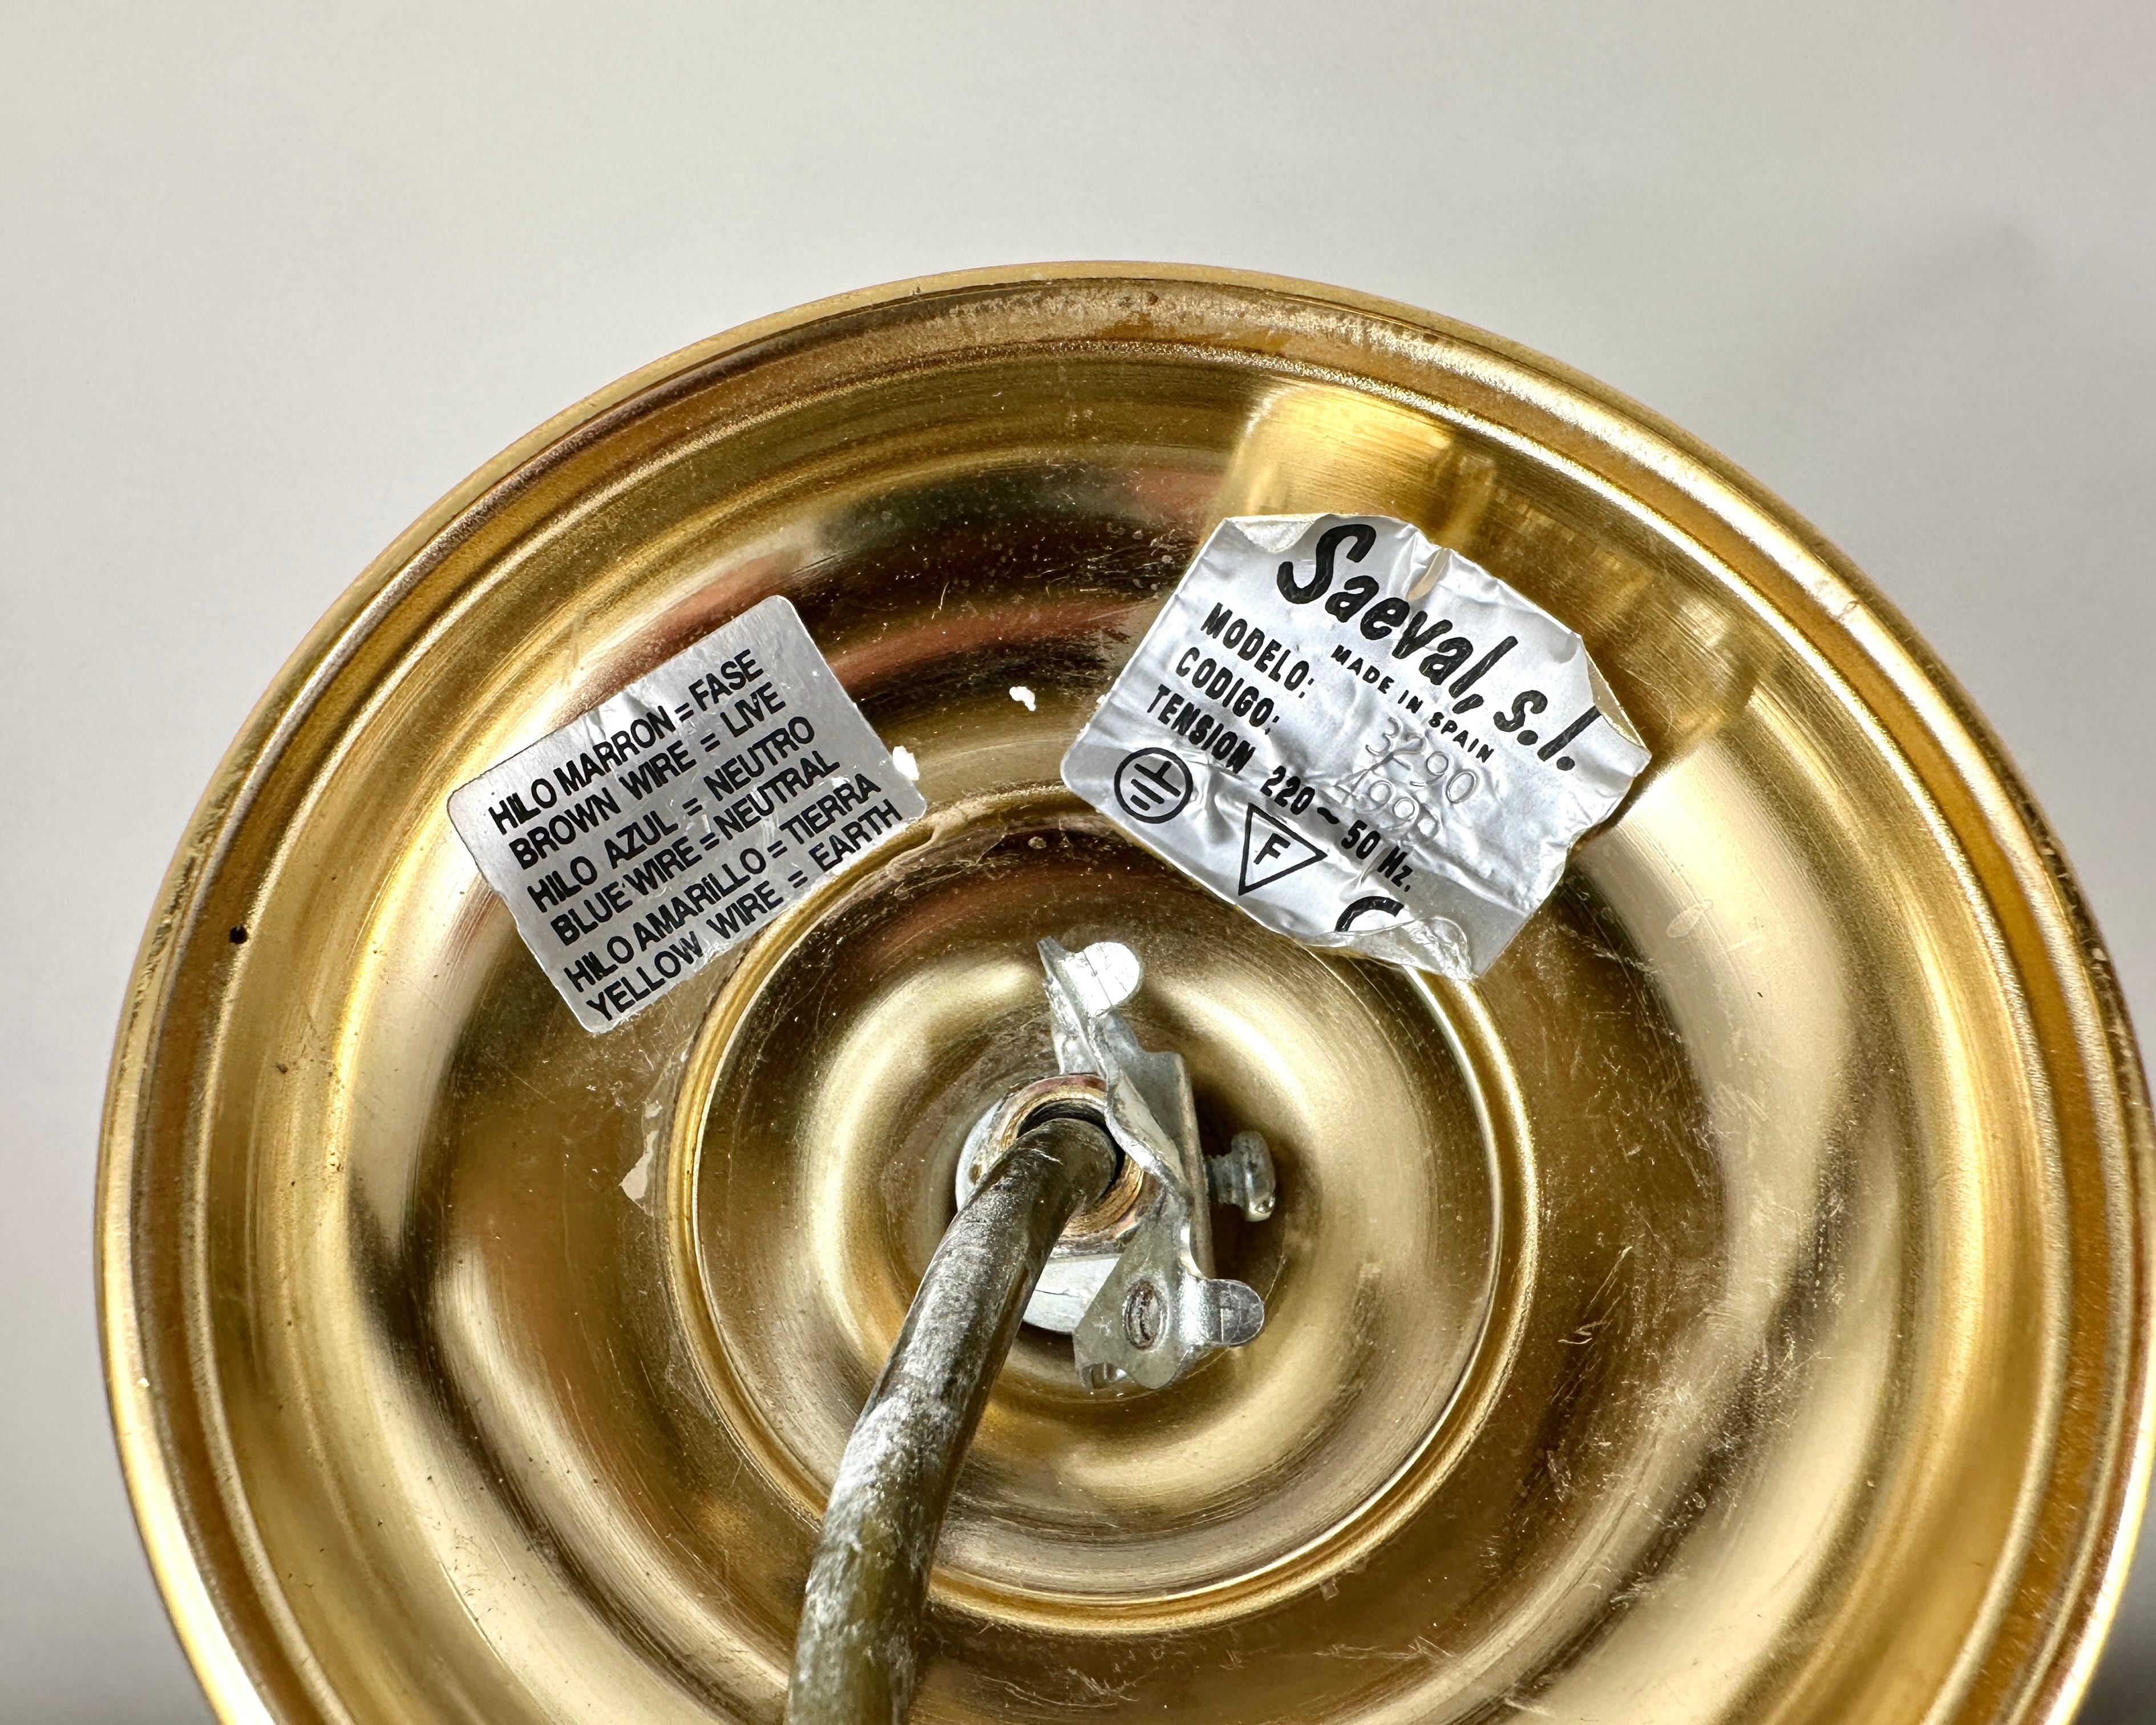 HILO MARRON = FASE
BROWN WIRE = LIVE
HILO AZUL = NEUTRO
BLUE WIRE = NEUTRAL
HILO AMARILLO = TIERRA
YELLOW WIRE = EARTH
Saeval, s.l.
MADE IN SPAIN
MODELO: 3290
CODIGO:
TENSION 220 ~ 50 Hz.
F